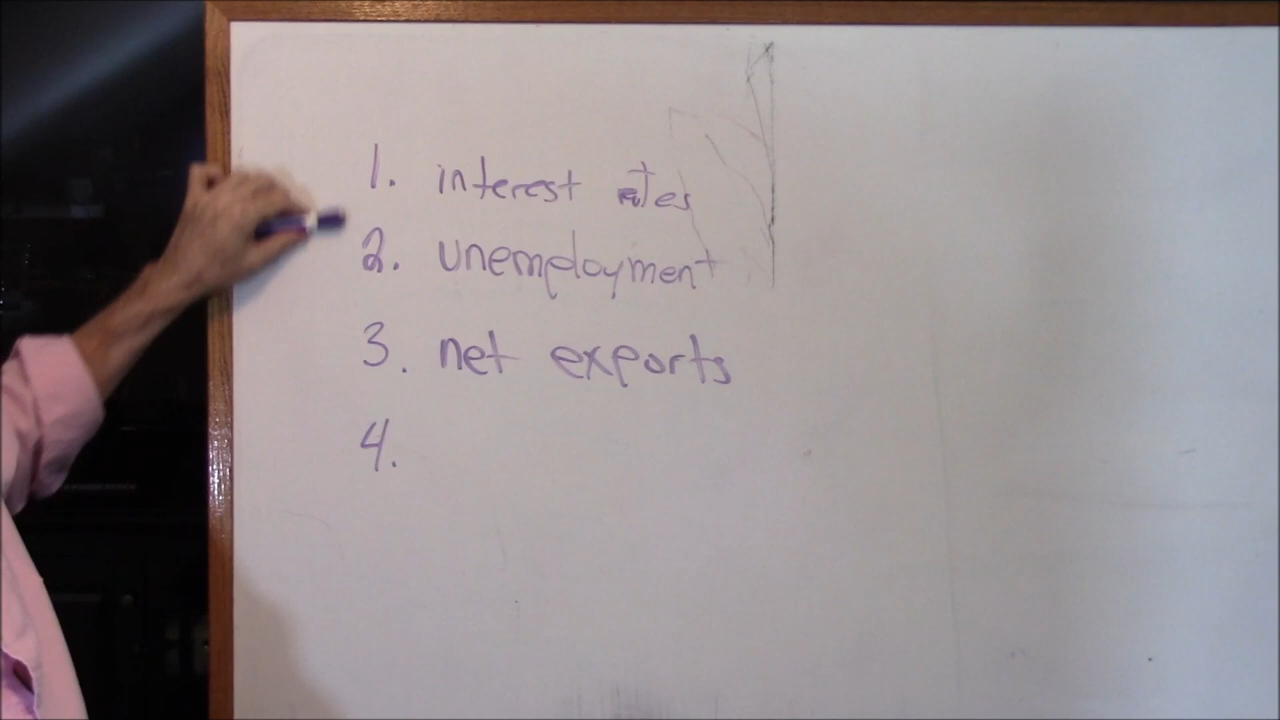 1. interest rates
2. unemployment
3. net exports
4.